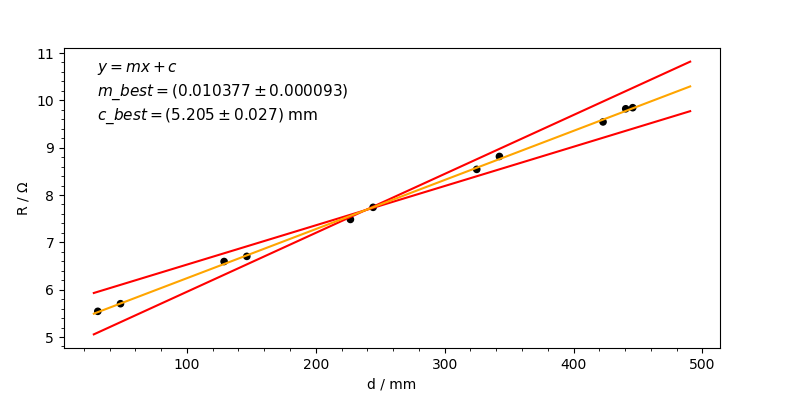 11
10
9
8
7
6
5
R / Ω
y = mx + c
m_best = (0.010377 ± 0.000093)
c_best = (5.205 ± 0.027) mm
100 200 300 400 500
d / mm